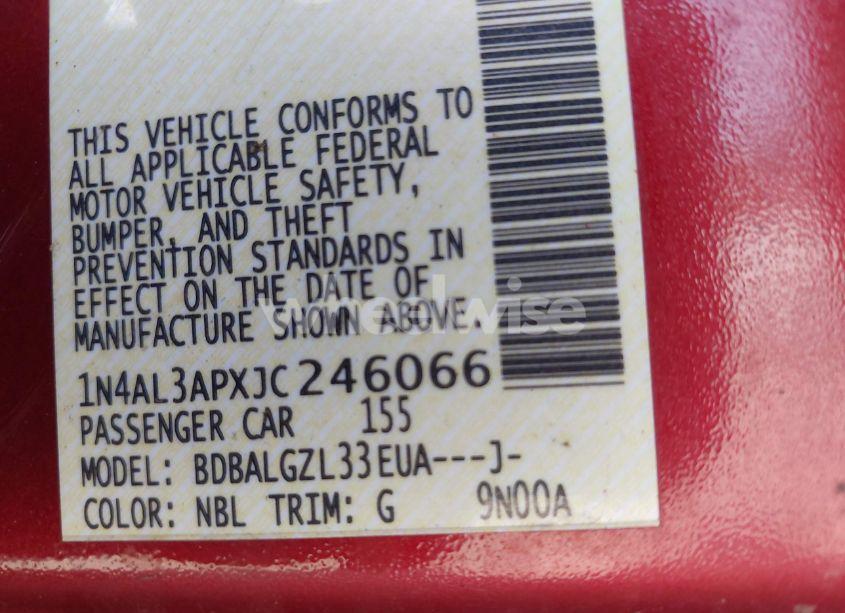 THIS VEHICLE CONFORMS TO
ALL APPLICABLE FEDERAL
MOTOR VEHICLE SAFETY,
BUMPER, AND THEFT
PREVENTION STANDARDS IN
EFFECT ON THE DATE OF
MANUFACTURE SHOWN ABOVE.
wheelwise
1N4AL3APXJC246066
PASSENGER CAR 155
MODEL: BDBALGZL33EUA---J-
COLOR: NBL TRIM: G 9N00A